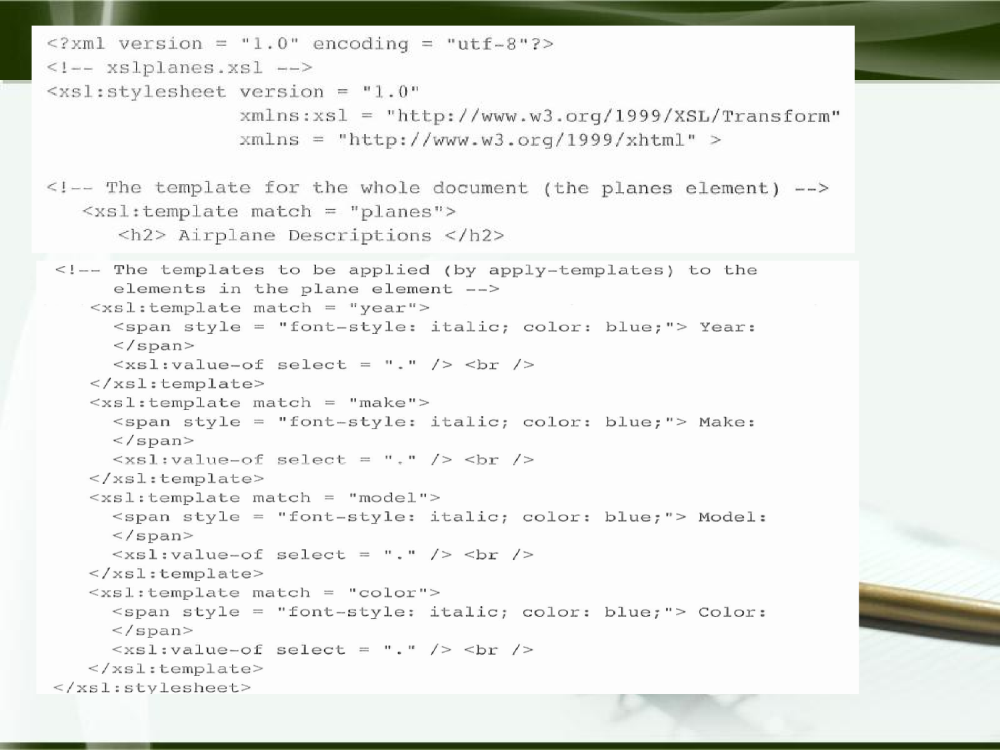 <?xml version = "1.0" encoding = "utf-8"?>
<!-- xslplanes.xsl -->
<xsl:stylesheet version = "1.0"
xmlns:xsl = "http://www.w3.org/1999/XSL/Transform"
xmlns = "http://www.w3.org/1999/xhtml" >
<!-- The template for the whole document (the planes element) -->
<xsl:template match = "planes">
<h2> Airplane Descriptions </h2>
<!-- The templates to be applied (by apply-templates) to the
elements in the plane element -->
<xsl:template match = "year">
<span style = "font-style: italic; color: blue;"> Year:
</span>
<xsl:value-of select = "." /> <br />
</xsl:template>
<xsl:template match = "make">
<span style = "font-style: italic; color: blue;"> Make:
</span>
<xsl:value-of select = "." /> <br />
</xsl:template>
<xsl:template match = "model">
<span style = "font-style: italic; color: blue;"> Model:
</span>
<xsl:value-of select = "." /> <br />
</xsl:template>
<xsl:template match = "color">
<span style = "font-style: italic; color: blue;"> Color:
</span>
<xsl:value-of select = "." /> <br />
</xsl:template>
</xsl:stylesheet>